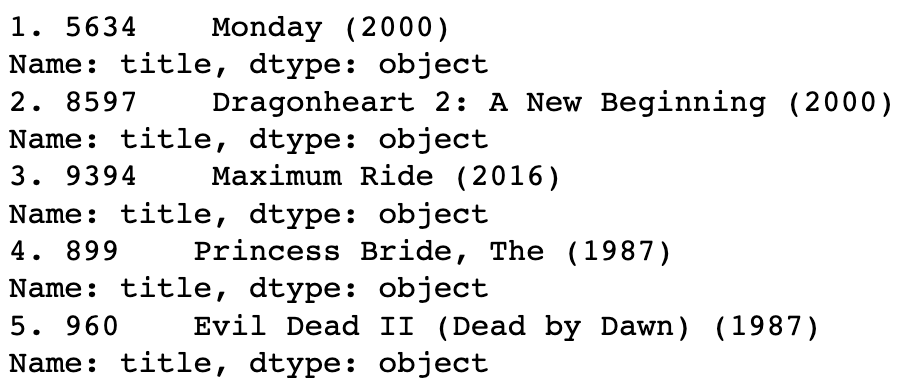 1. 5634    Monday (2000)
Name: title, dtype: object
2. 8597    Dragonheart 2: A New Beginning (2000)
Name: title, dtype: object
3. 9394    Maximum Ride (2016)
Name: title, dtype: object
4. 899    Princess Bride, The (1987)
Name: title, dtype: object
5. 960    Evil Dead II (Dead by Dawn) (1987)
Name: title, dtype: object